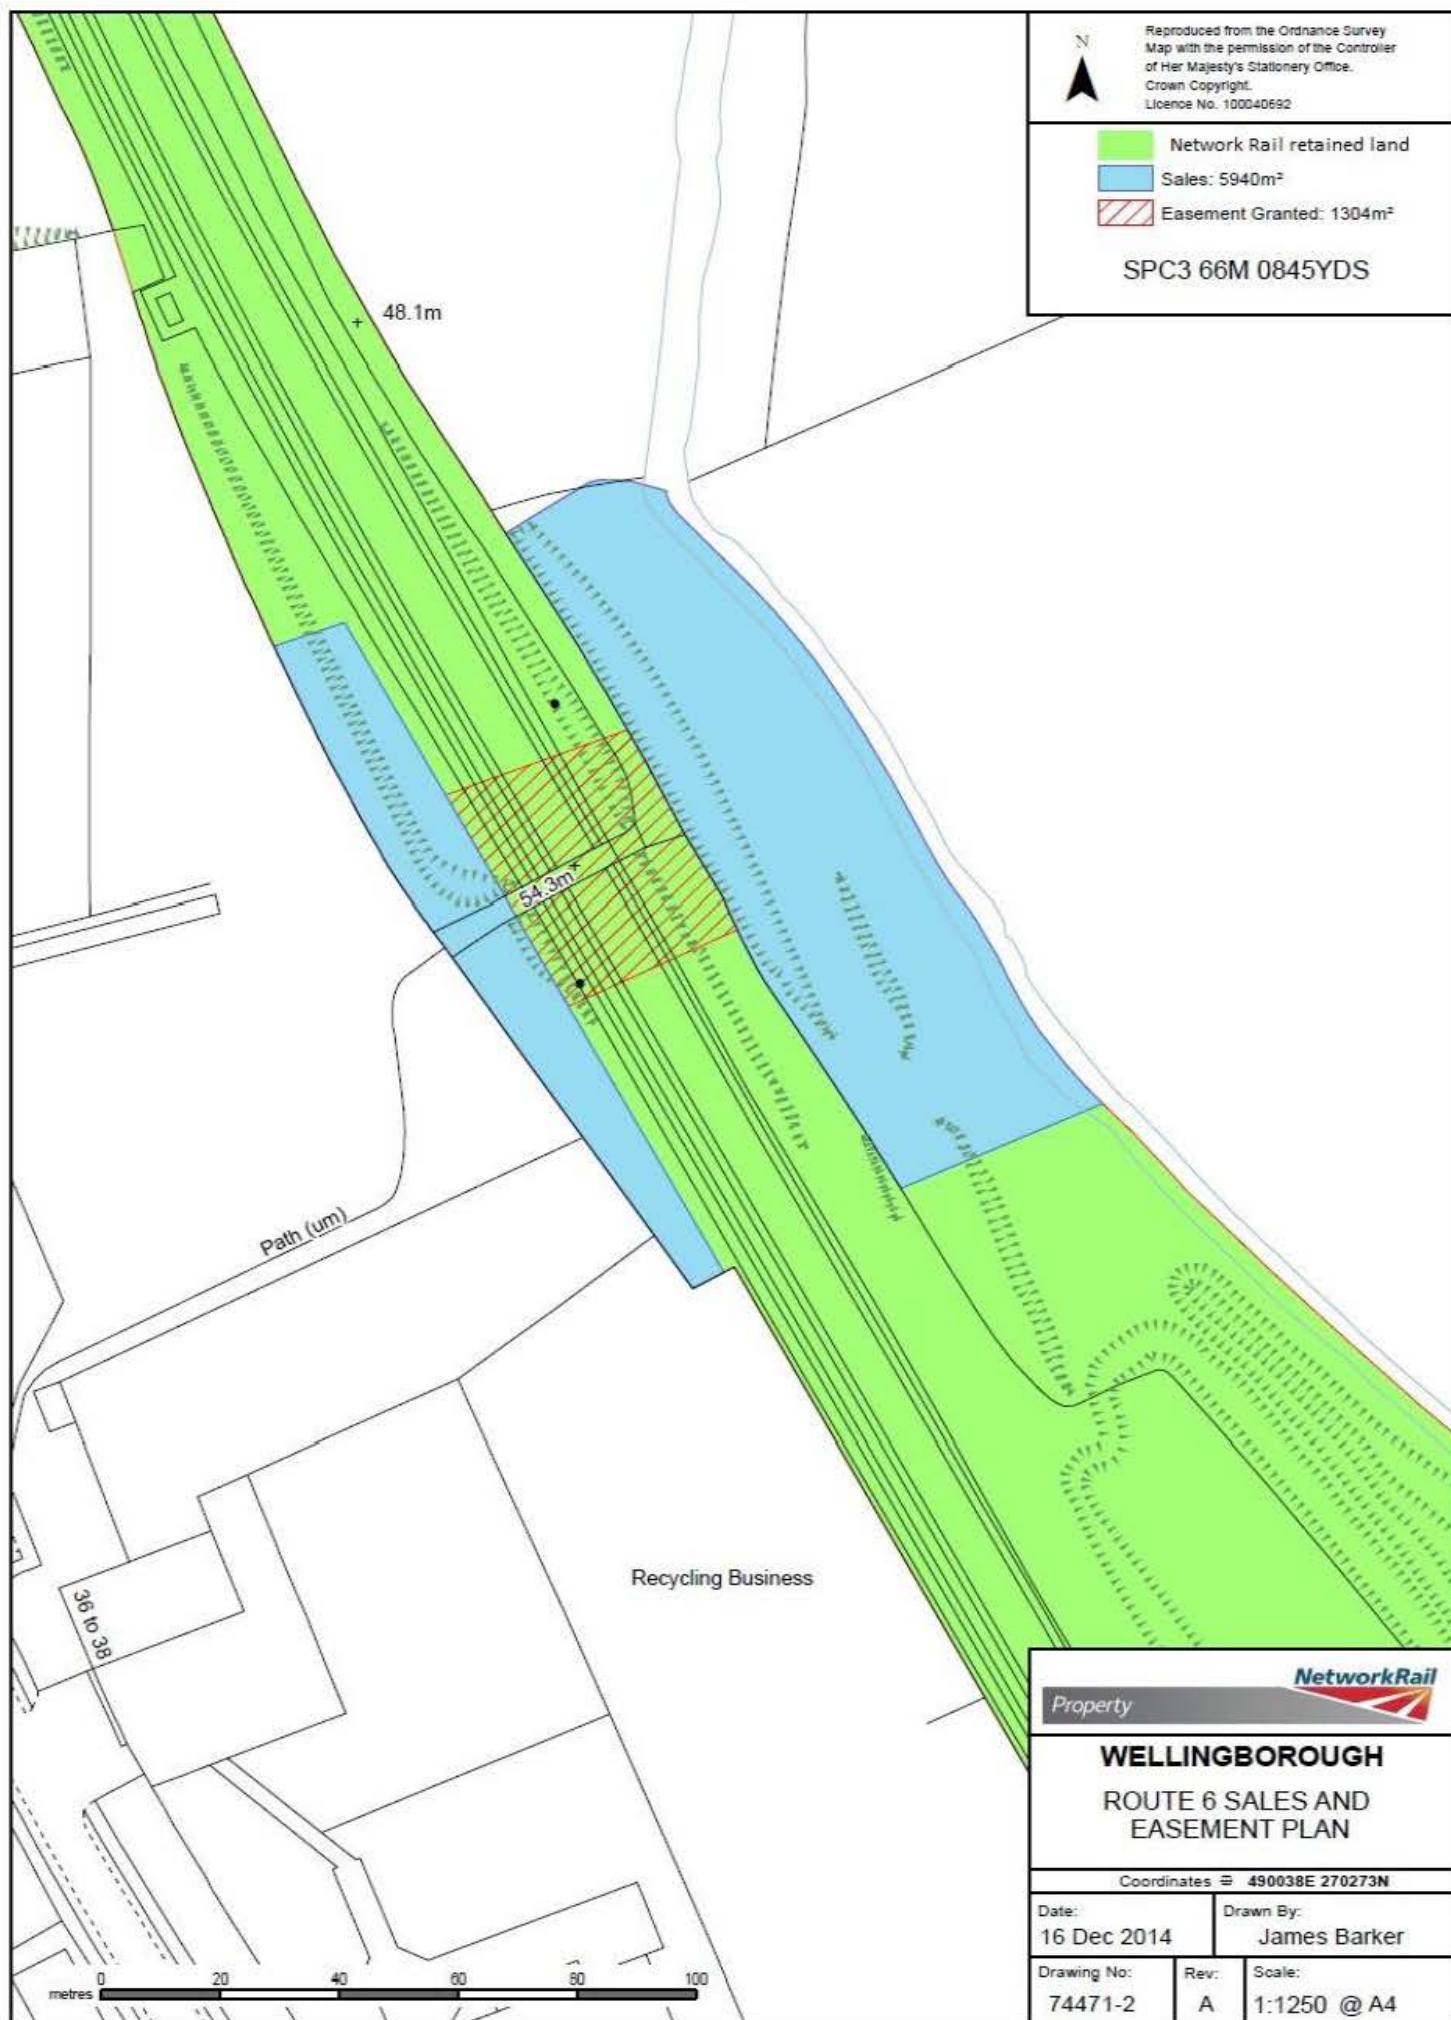 N
Reproduced from the Ordnance Survey
Map with the permission of the Controller
of Her Majesty's Stationery Office.
Crown Copyright.
Licence No. 100040692
Network Rail retained land
Sales: 5940m²
Easement Granted: 1304m²
SPC3 66M 0845YDS
48.1m
54.3m
Path (um)
Recycling Business
36 to 38
NetworkRail
Property
WELLINGBOROUGH
ROUTE 6 SALES AND
EASEMENT PLAN
Coordinates = 490038E 270273N
Date:
16 Dec 2014
Drawn By:
James Barker
Drawing No:
74471-2
Rev:
A
Scale:
1:1250 @ A4
metres 0 20 40 60 80 100